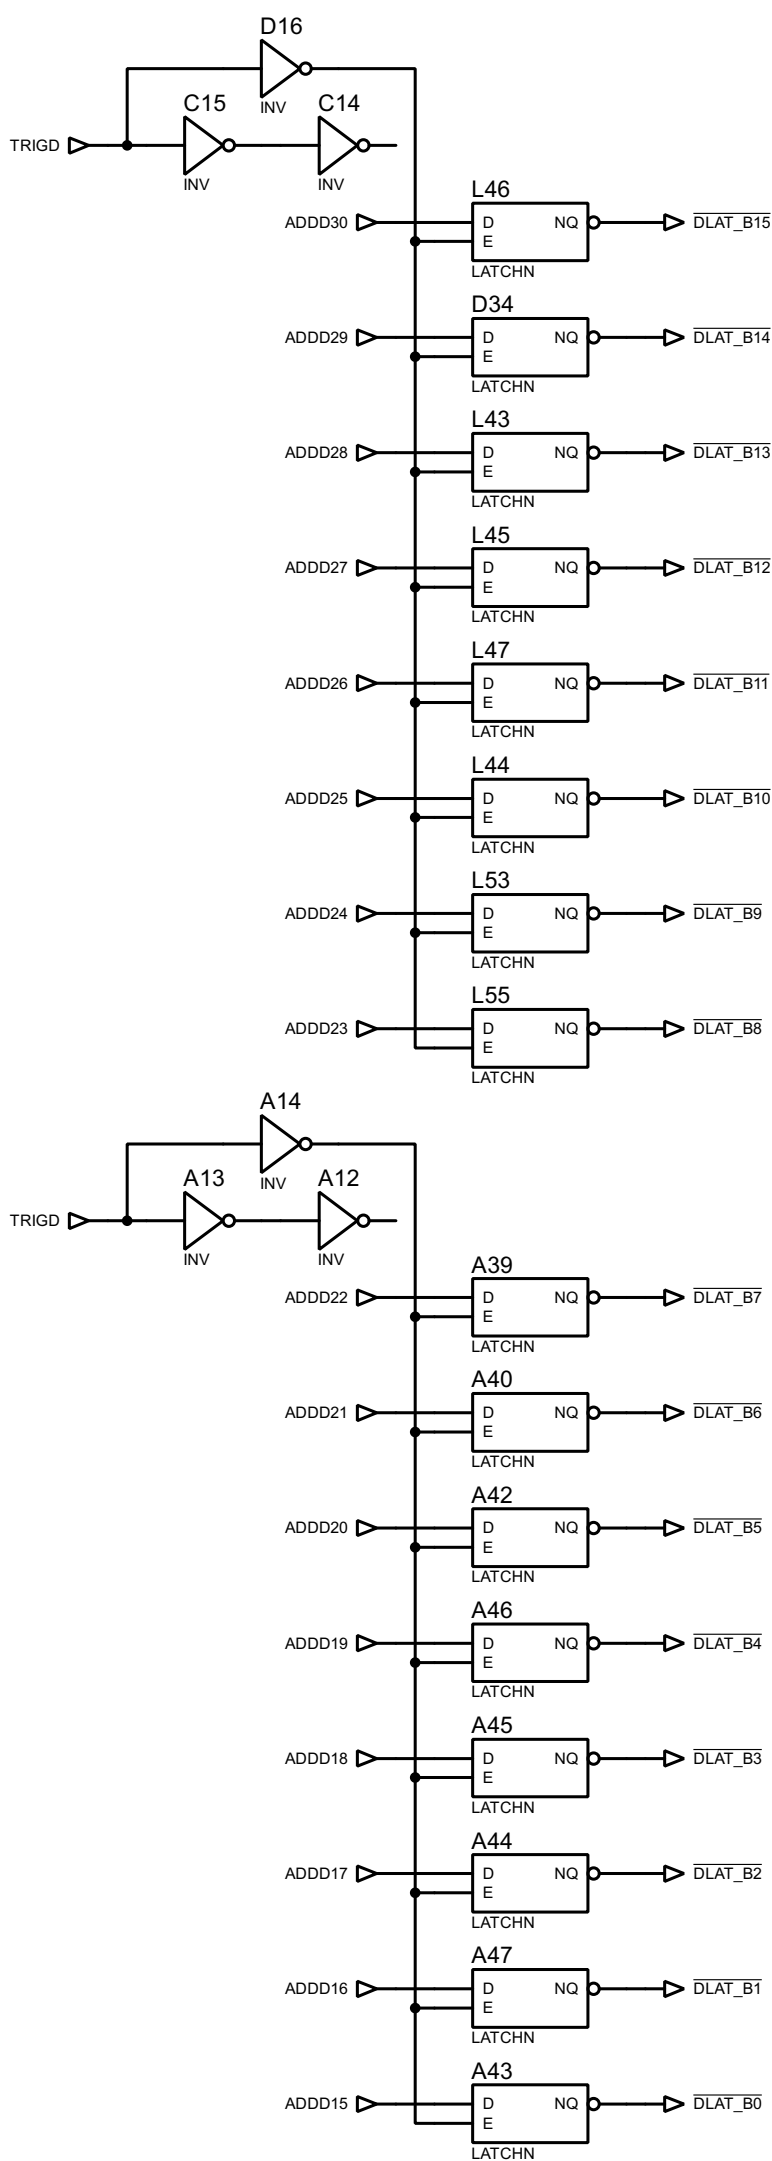 D16
INV
C15 C14
TRIGD
INV INV
L46
ADDD30 D NQ DLAT_B15
E
LATCHN
D34
ADDD29 D NQ DLAT_B14
E
LATCHN
L43
ADDD28 D NQ DLAT_B13
E
LATCHN
L45
ADDD27 D NQ DLAT_B12
E
LATCHN
L47
ADDD26 D NQ DLAT_B11
E
LATCHN
L44
ADDD25 D NQ DLAT_B10
E
LATCHN
L53
ADDD24 D NQ DLAT_B9
E
LATCHN
L55
ADDD23 D NQ DLAT_B8
E
LATCHN
A14
INV
A13 A12
TRIGD
INV INV
A39
ADDD22 D NQ DLAT_B7
E
LATCHN
A40
ADDD21 D NQ DLAT_B6
E
LATCHN
A42
ADDD20 D NQ DLAT_B5
E
LATCHN
A46
ADDD19 D NQ DLAT_B4
E
LATCHN
A45
ADDD18 D NQ DLAT_B3
E
LATCHN
A44
ADDD17 D NQ DLAT_B2
E
LATCHN
A47
ADDD16 D NQ DLAT_B1
E
LATCHN
A43
ADDD15 D NQ DLAT_B0
E
LATCHN